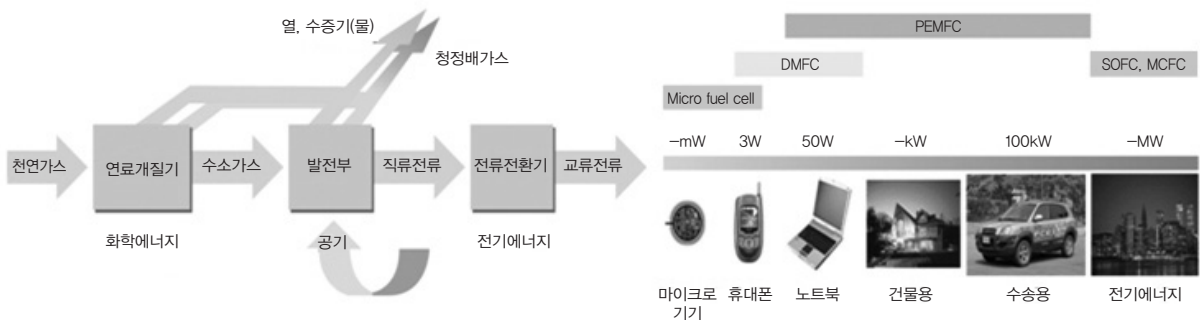 열, 수증기(물)
청정배가스
천연가스
연료개질기
수소가스
발전부
직류전류
전류전환기
교류전류
화학에너지
공기
전기에너지
PEMFC
DMFC
SOFC, MCFC
Micro fuel cell
–mW 3W 50W –kW 100kW –MW
마이크로
기기
휴대폰
노트북
건물용
수송용
전기에너지